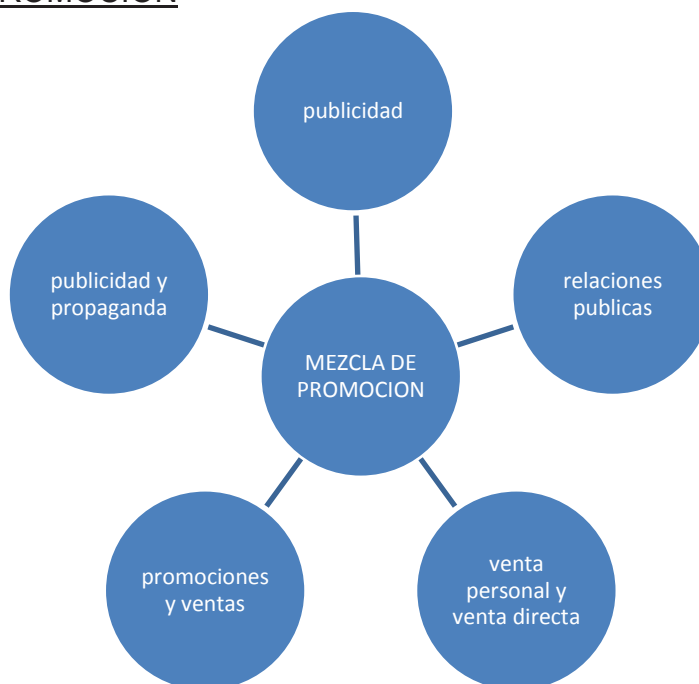 publicidad
publicidad y
propaganda
relaciones
publicas
MEZCLA DE
PROMOCION
promociones
y ventas
venta
personal y
venta directa